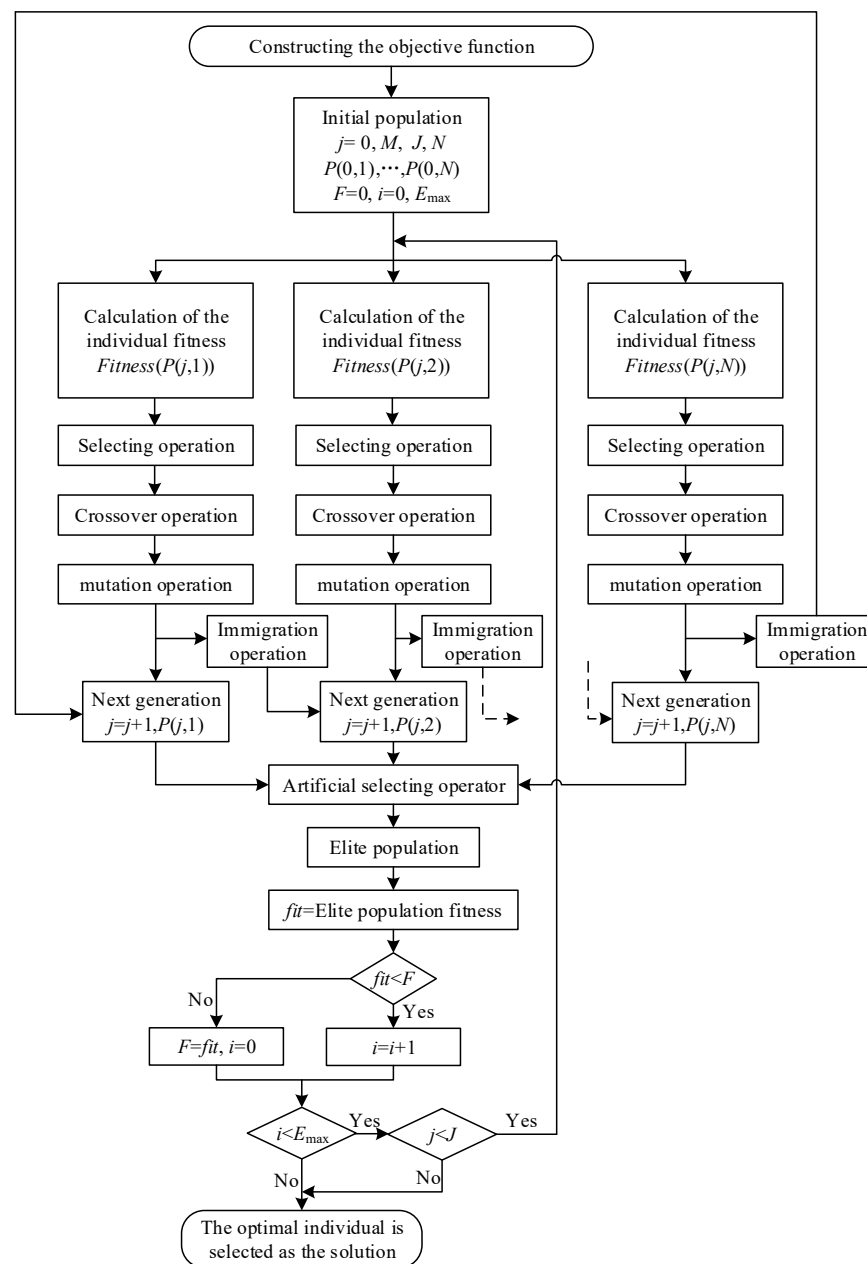 Constructing the objective function
Initial population
j= 0, M, J, N
P(0,1),⋯,P(0,N)
F=0, i=0, Emax
Calculation of the
individual fitness
Fitness(P(j,1))
Calculation of the
individual fitness
Fitness(P(j,2))
Calculation of the
individual fitness
Fitness(P(j,N))
Selecting operation
Selecting operation
Selecting operation
Crossover operation
Crossover operation
Crossover operation
mutation operation
mutation operation
mutation operation
Immigration
operation
Immigration
operation
Immigration
operation
Next generation
j=j+1,P(j,1)
Next generation
j=j+1,P(j,2)
Next generation
j=j+1,P(j,N)
Artificial selecting operator
Elite population
fit=Elite population fitness
fit<F
No
Yes
F=fit, i=0
i=i+1
i<Emax
Yes
j<J
Yes
No
No
The optimal individual is
selected as the solution